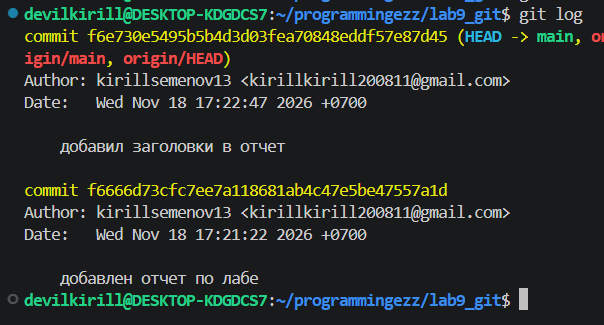 devilkirill@DESKTOP-KDGDCS7:~/programmingezz/lab9_git$ git log
commit f6e730e5495b5b4d3d03fea70848eddf57e87d45 (HEAD -> main, or
igin/main, origin/HEAD)
Author: kirillsemenov13 <kirillkirill200811@gmail.com>
Date:   Wed Nov 18 17:22:47 2026 +0700
добавил заголовки в отчет
commit f6666d73cfc7ee7a118681ab4c47e5be47557a1d
Author: kirillsemenov13 <kirillkirill200811@gmail.com>
Date:   Wed Nov 18 17:21:22 2026 +0700
добавлен отчет по лабе
devilkirill@DESKTOP-KDGDCS7:~/programmingezz/lab9_git$